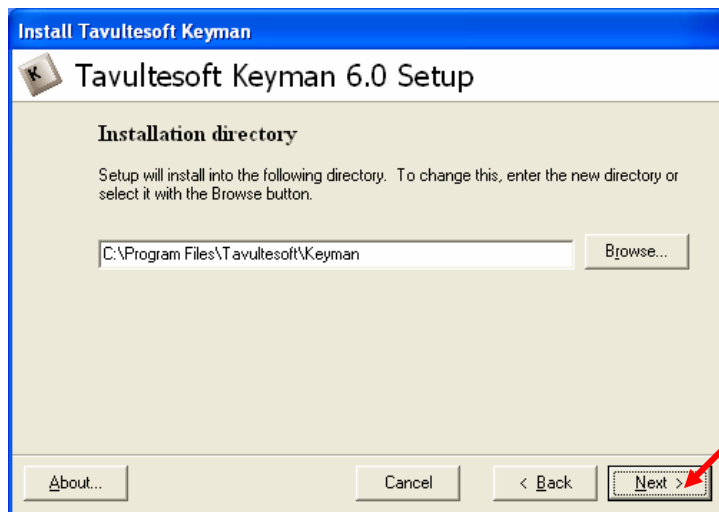 Install Tavultesoft Keyman
K
Tavultesoft Keyman 6.0 Setup
Installation directory
Setup will install into the following directory.  To change this, enter the new directory or
select it with the Browse button.
C:\Program Files\Tavultesoft\Keyman
Browse...
About...
Cancel
< Back
Next >